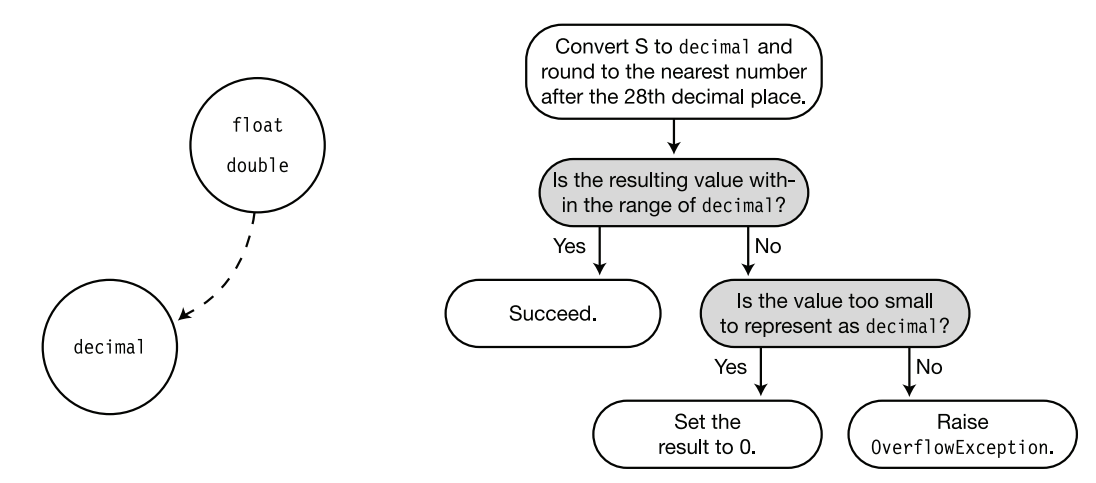 float
double
decimal
Convert S to decimal and
round to the nearest number
after the 28th decimal place.
Is the resulting value with-
in the range of decimal?
Yes
No
Succeed.
Is the value too small
to represent as decimal?
Yes
No
Set the
result to 0.
Raise
OverflowException.